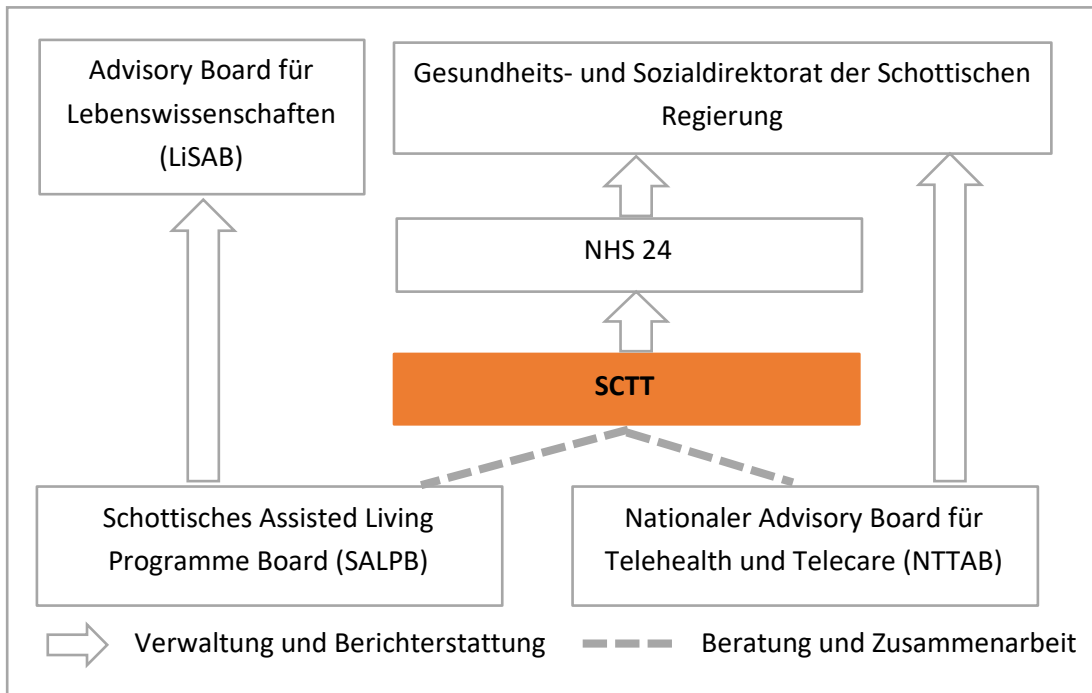 Advisory Board für
Lebenswissenschaften
(LiSAB)
Gesundheits- und Sozialdirektorat der Schottischen
Regierung
NHS 24
SCTT
Schottisches Assisted Living
Programme Board (SALPB)
Nationaler Advisory Board für
Telehealth und Telecare (NTTAB)
Verwaltung und Berichterstattung
Beratung und Zusammenarbeit